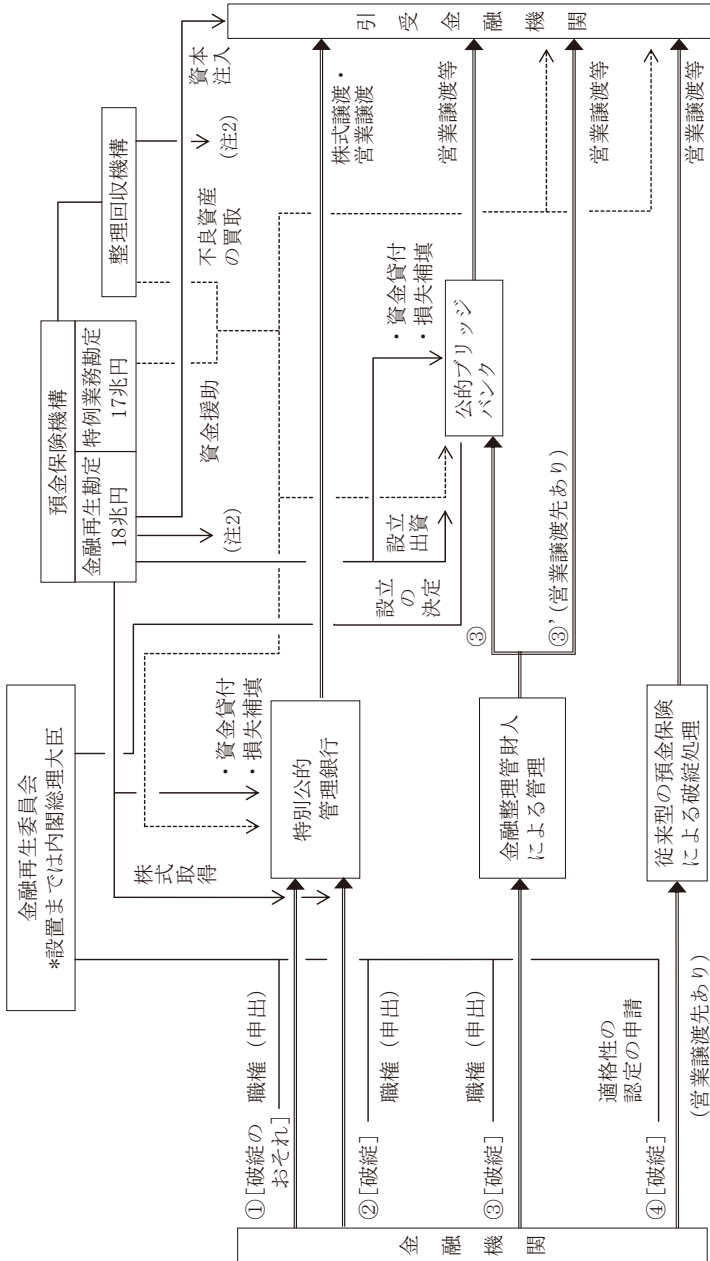 金融再生委員会
*設置までは内閣総理大臣
預金保険機構
金融再生勘定
18兆円
特例業務勘定
17兆円
整理回収機構
資本
注入
(注2)
(注2)
不良資産
の買取
資金援助
株式
取得
・資金貸付
・損失補填
設立
の
決定
設立
出資
・資金貸付
・損失補填
金融機関
①[破綻の
おそれ]
職権(申出)
②[破綻]
職権(申出)
③[破綻]
職権(申出)
④[破綻]
適格性の
認定の申請
(営業譲渡先あり)
特別公的
管理銀行
金融整理管財人
による管理
従来型の預金保険
による破綻処理
③
③’(営業譲渡先あり)
公的ブリッジ
バンク
株式譲渡・
営業譲渡
営業譲渡等
営業譲渡等
営業譲渡等
引受金融機関